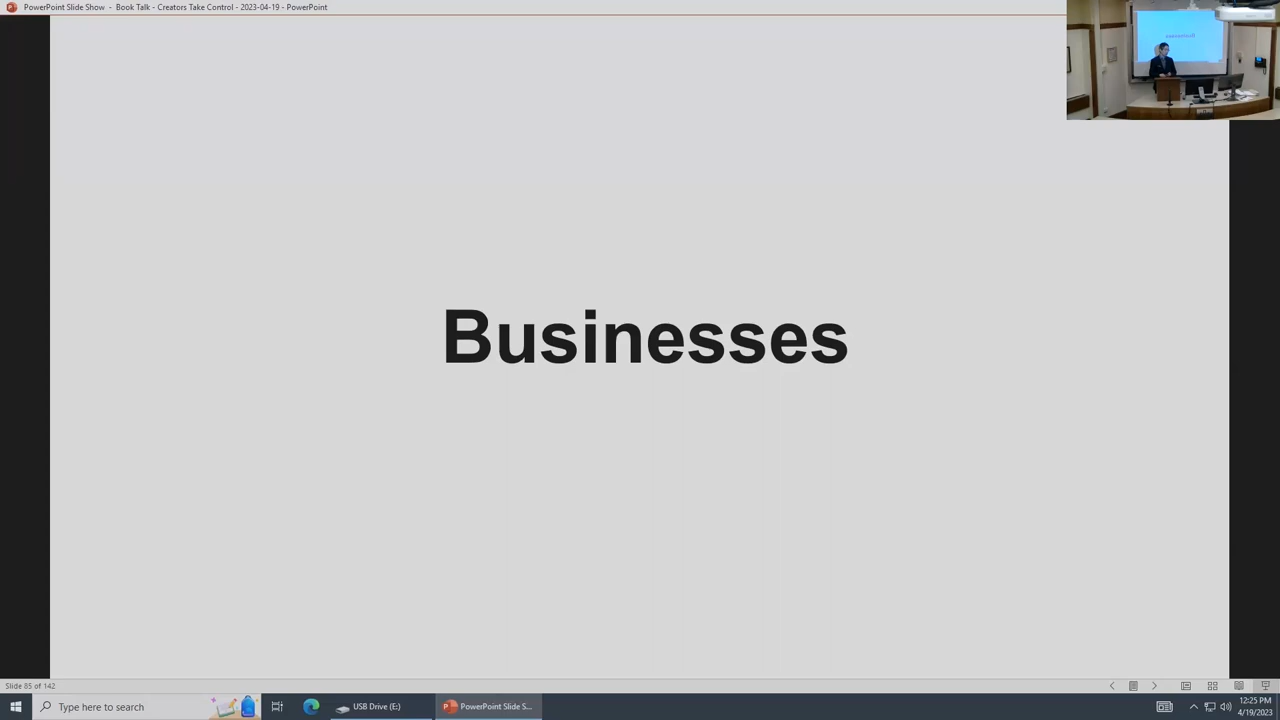 PowerPoint Slide Show - Book Talk - Creators Take Control - 2023-04-19 - PowerPoint
Businesses
Businesses
Slide 85 of 142
Type here to search
USB Drive (E:)
PowerPoint Slide S...
12:25 PM
4/19/2023